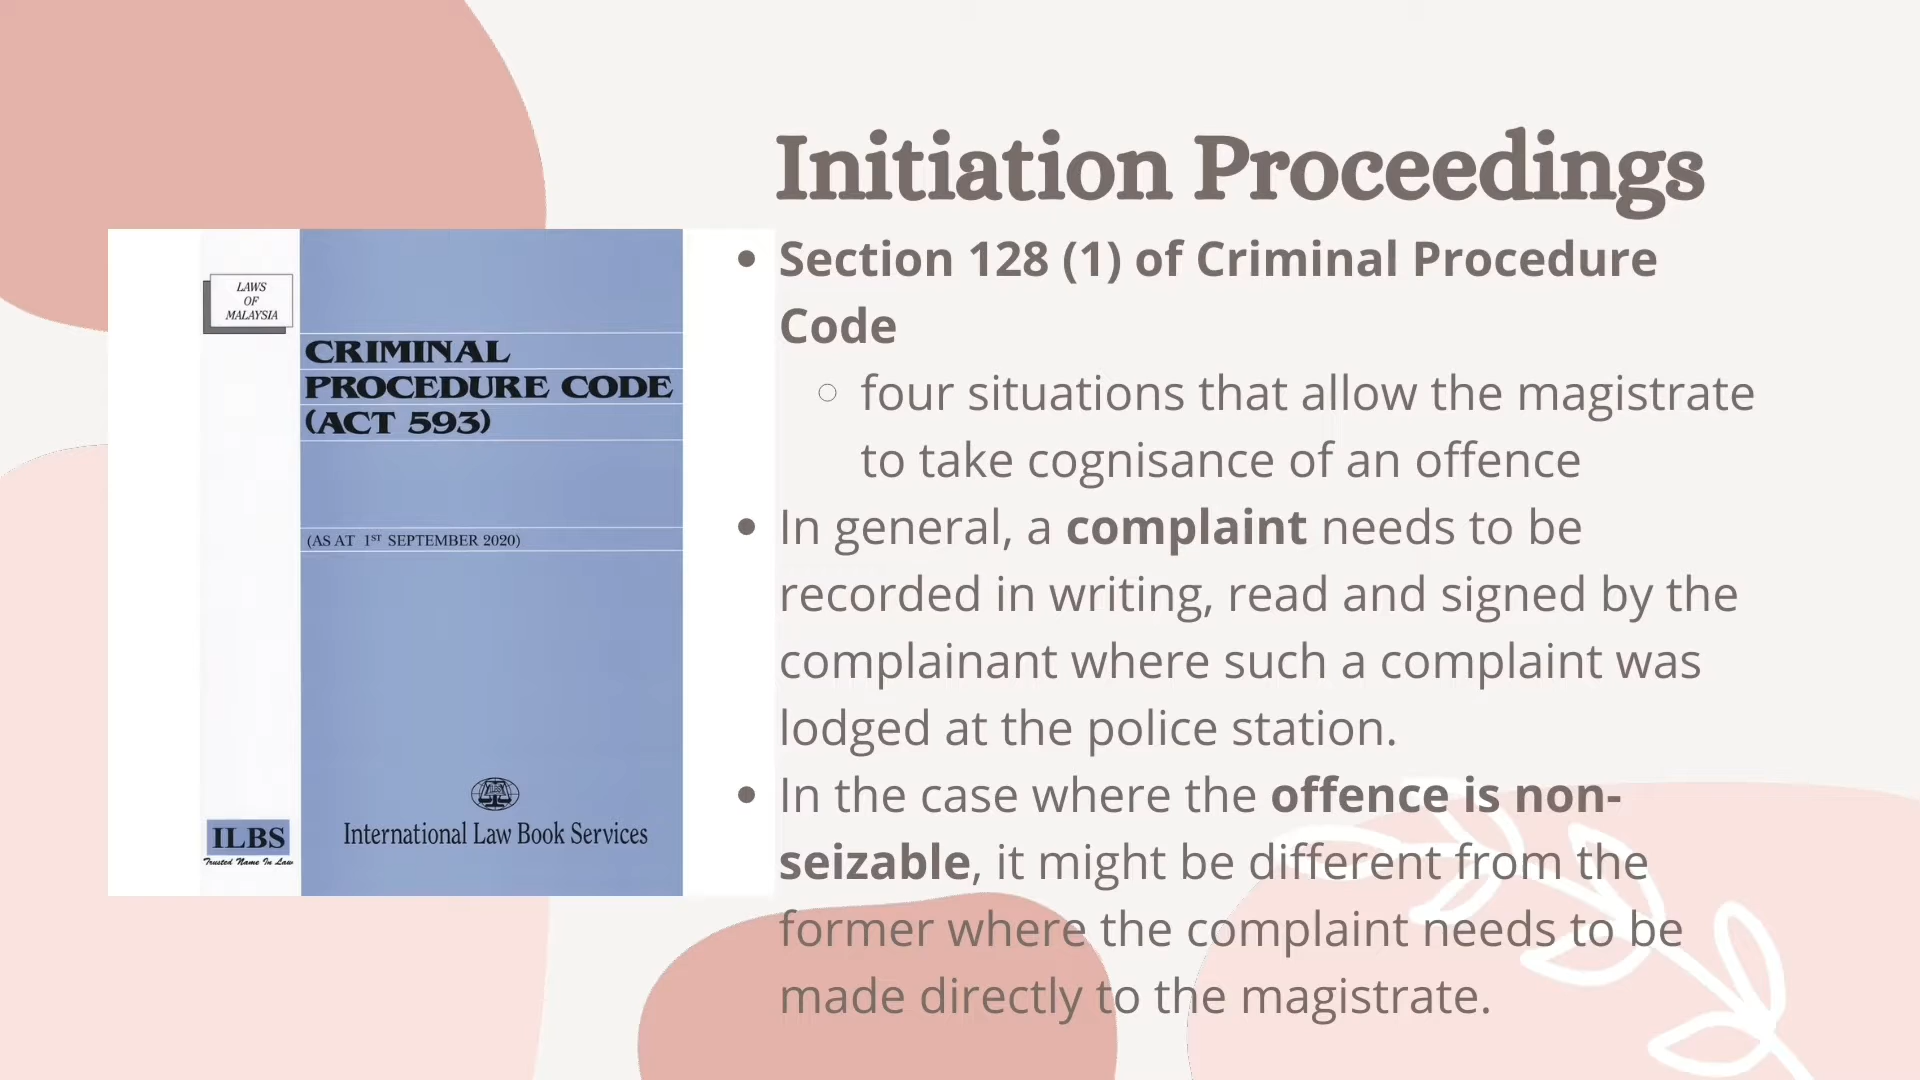 Initiation Proceedings
LAWS
OF
MALAYSIA
CRIMINAL
PROCEDURE CODE
(ACT 593)
(AS AT 1ST SEPTEMBER 2020)
International Law Book Services
ILBS
Trusted Name In Law
• Section 128 (1) of Criminal Procedure
Code
○ four situations that allow the magistrate
to take cognisance of an offence
• In general, a complaint needs to be
recorded in writing, read and signed by the
complainant where such a complaint was
lodged at the police station.
• In the case where the offence is non-
seizable, it might be different from the
former where the complaint needs to be
made directly to the magistrate.